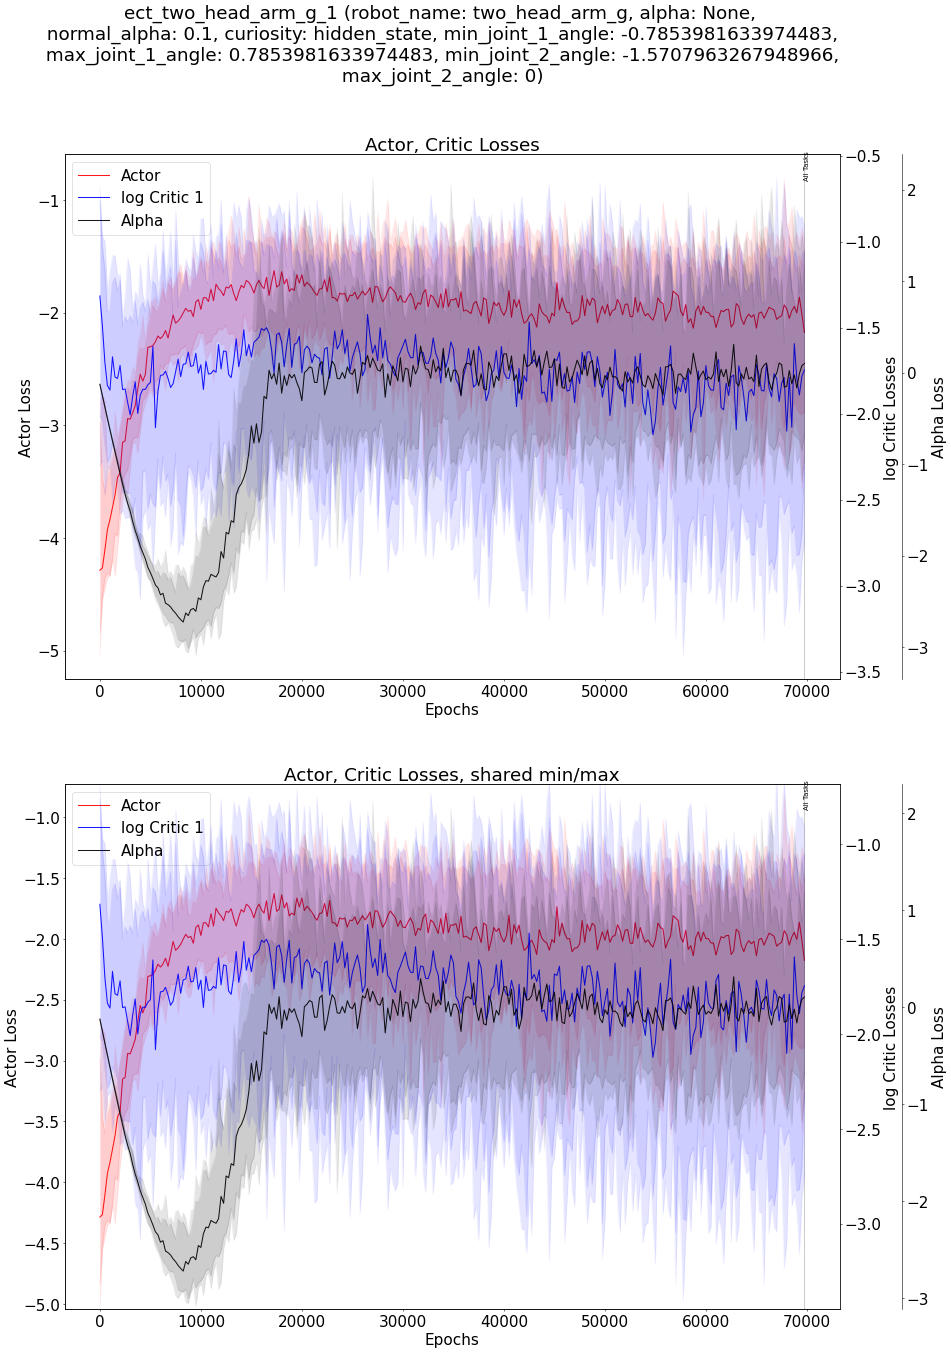 ect_two_head_arm_g_1 (robot_name: two_head_arm_g, alpha: None,
normal_alpha: 0.1, curiosity: hidden_state, min_joint_1_angle: -0.7853981633974483,
max_joint_1_angle: 0.7853981633974483, min_joint_2_angle: -1.5707963267948966,
max_joint_2_angle: 0)
Actor, Critic Losses
Actor
log Critic 1
Alpha
All Tasks
Actor Loss
−1
−2
−3
−4
−5
−0.5
−1.0
−1.5
−2.0
−2.5
−3.0
−3.5
log Critic Losses
2
1
0
−1
−2
−3
Alpha Loss
0 10000 20000 30000 40000 50000 60000 70000
Epochs
Actor, Critic Losses, shared min/max
Actor
log Critic 1
Alpha
All Tasks
Actor Loss
−1.0
−1.5
−2.0
−2.5
−3.0
−3.5
−4.0
−4.5
−5.0
−1.0
−1.5
−2.0
−2.5
−3.0
log Critic Losses
2
1
0
−1
−2
−3
Alpha Loss
0 10000 20000 30000 40000 50000 60000 70000
Epochs